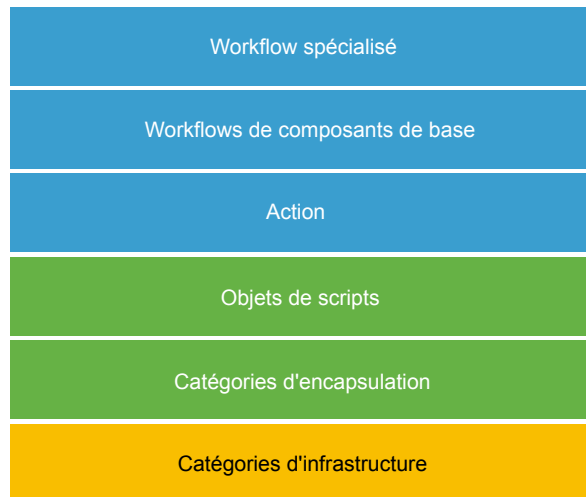 Workflow spécialisé
Workflows de composants de base
Action
Objets de scripts
Catégories d'encapsulation
Catégories d'infrastructure